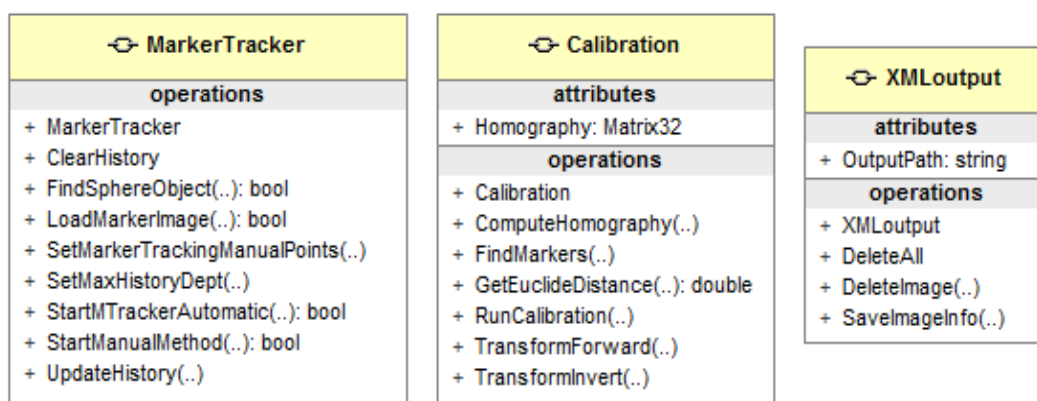 MarkerTracker
operations
+ MarkerTracker
+ ClearHistory
+ FindSphereObject(..): bool
+ LoadMarkerImage(..): bool
+ SetMarkerTrackingManualPoints(..)
+ SetMaxHistoryDept(..)
+ StartMTrackerAutomatic(..): bool
+ StartManualMethod(..): bool
+ UpdateHistory(..)
Calibration
attributes
+ Homography: Matrix32
operations
+ Calibration
+ ComputeHomography(..)
+ FindMarkers(..)
+ GetEuclideDistance(..): double
+ RunCalibration(..)
+ TransformForward(..)
+ TransformInvert(..)
XMLoutput
attributes
+ OutputPath: string
operations
+ XMLoutput
+ DeleteAll
+ DeleteImage(..)
+ SaveImageInfo(..)